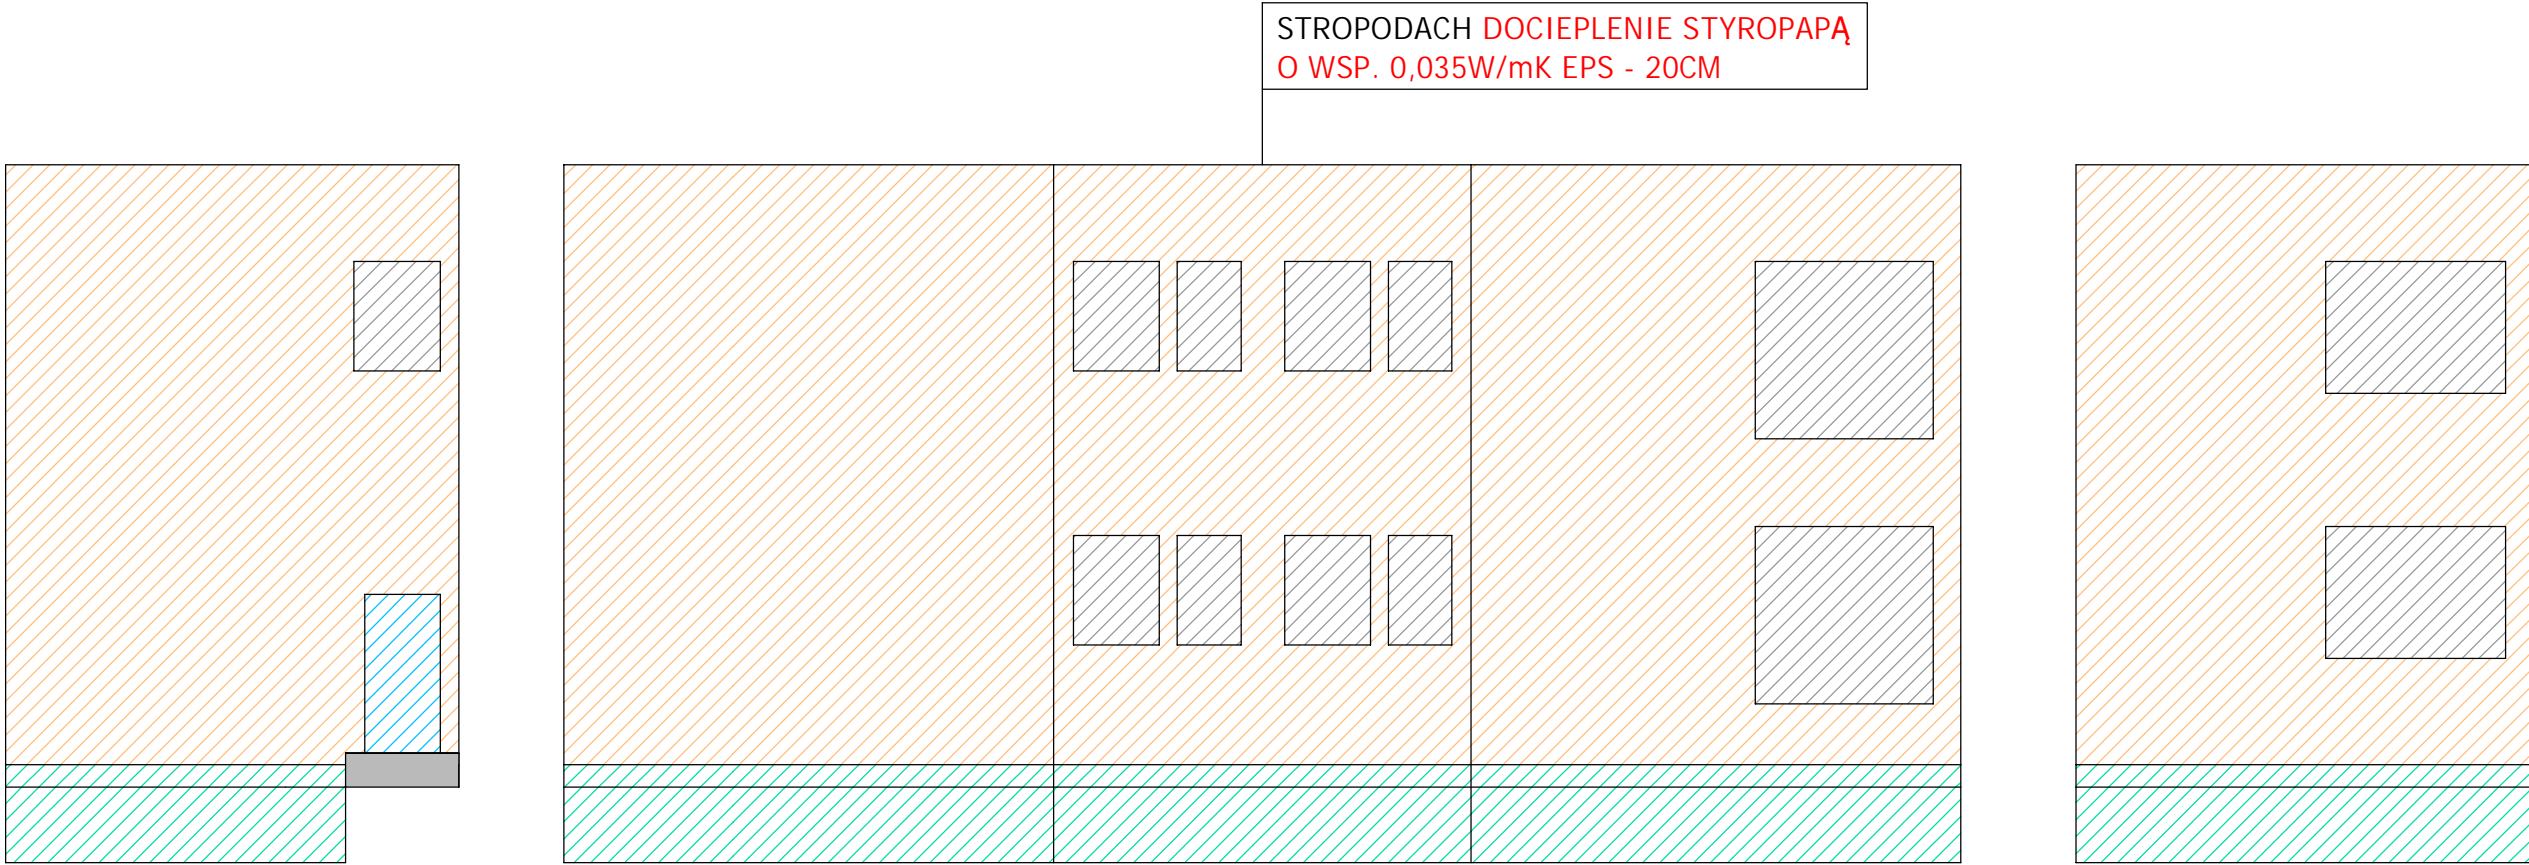 STROPODACH DOCIEPLENIE STYROPAPĄ
O WSP. 0,035W/mK EPS - 20CM